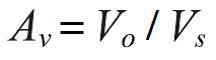 Av = Vo / Vs